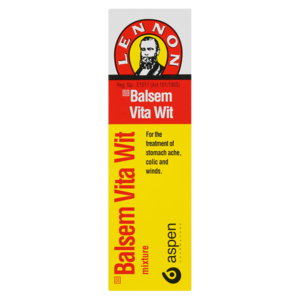 LENNON
Balsem
Vita Wit
For the
treatment of
stomach ache,
colic and
winds.
Balsem Vita Wit
mixture
aspen